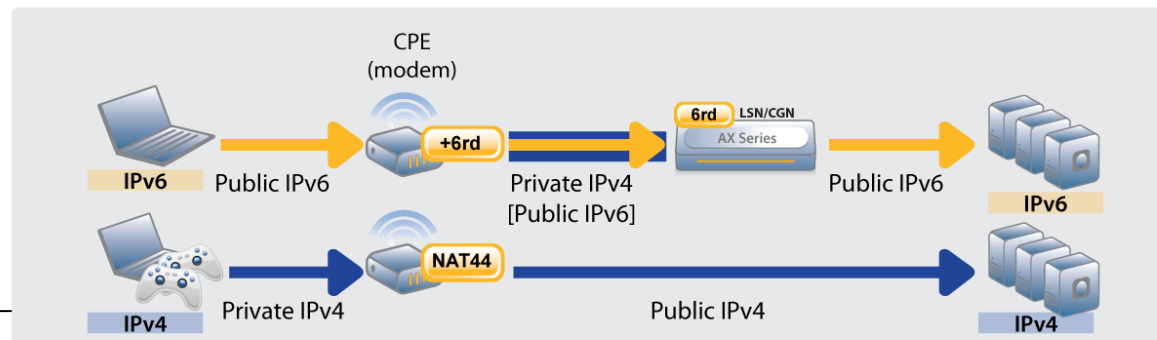 CPE
(modem)
+6rd
6rd LSN/CGN
AX Series
IPv6
Public IPv6
Private IPv4
[Public IPv6]
Public IPv6
IPv6
NAT44
IPv4
Private IPv4
Public IPv4
IPv4